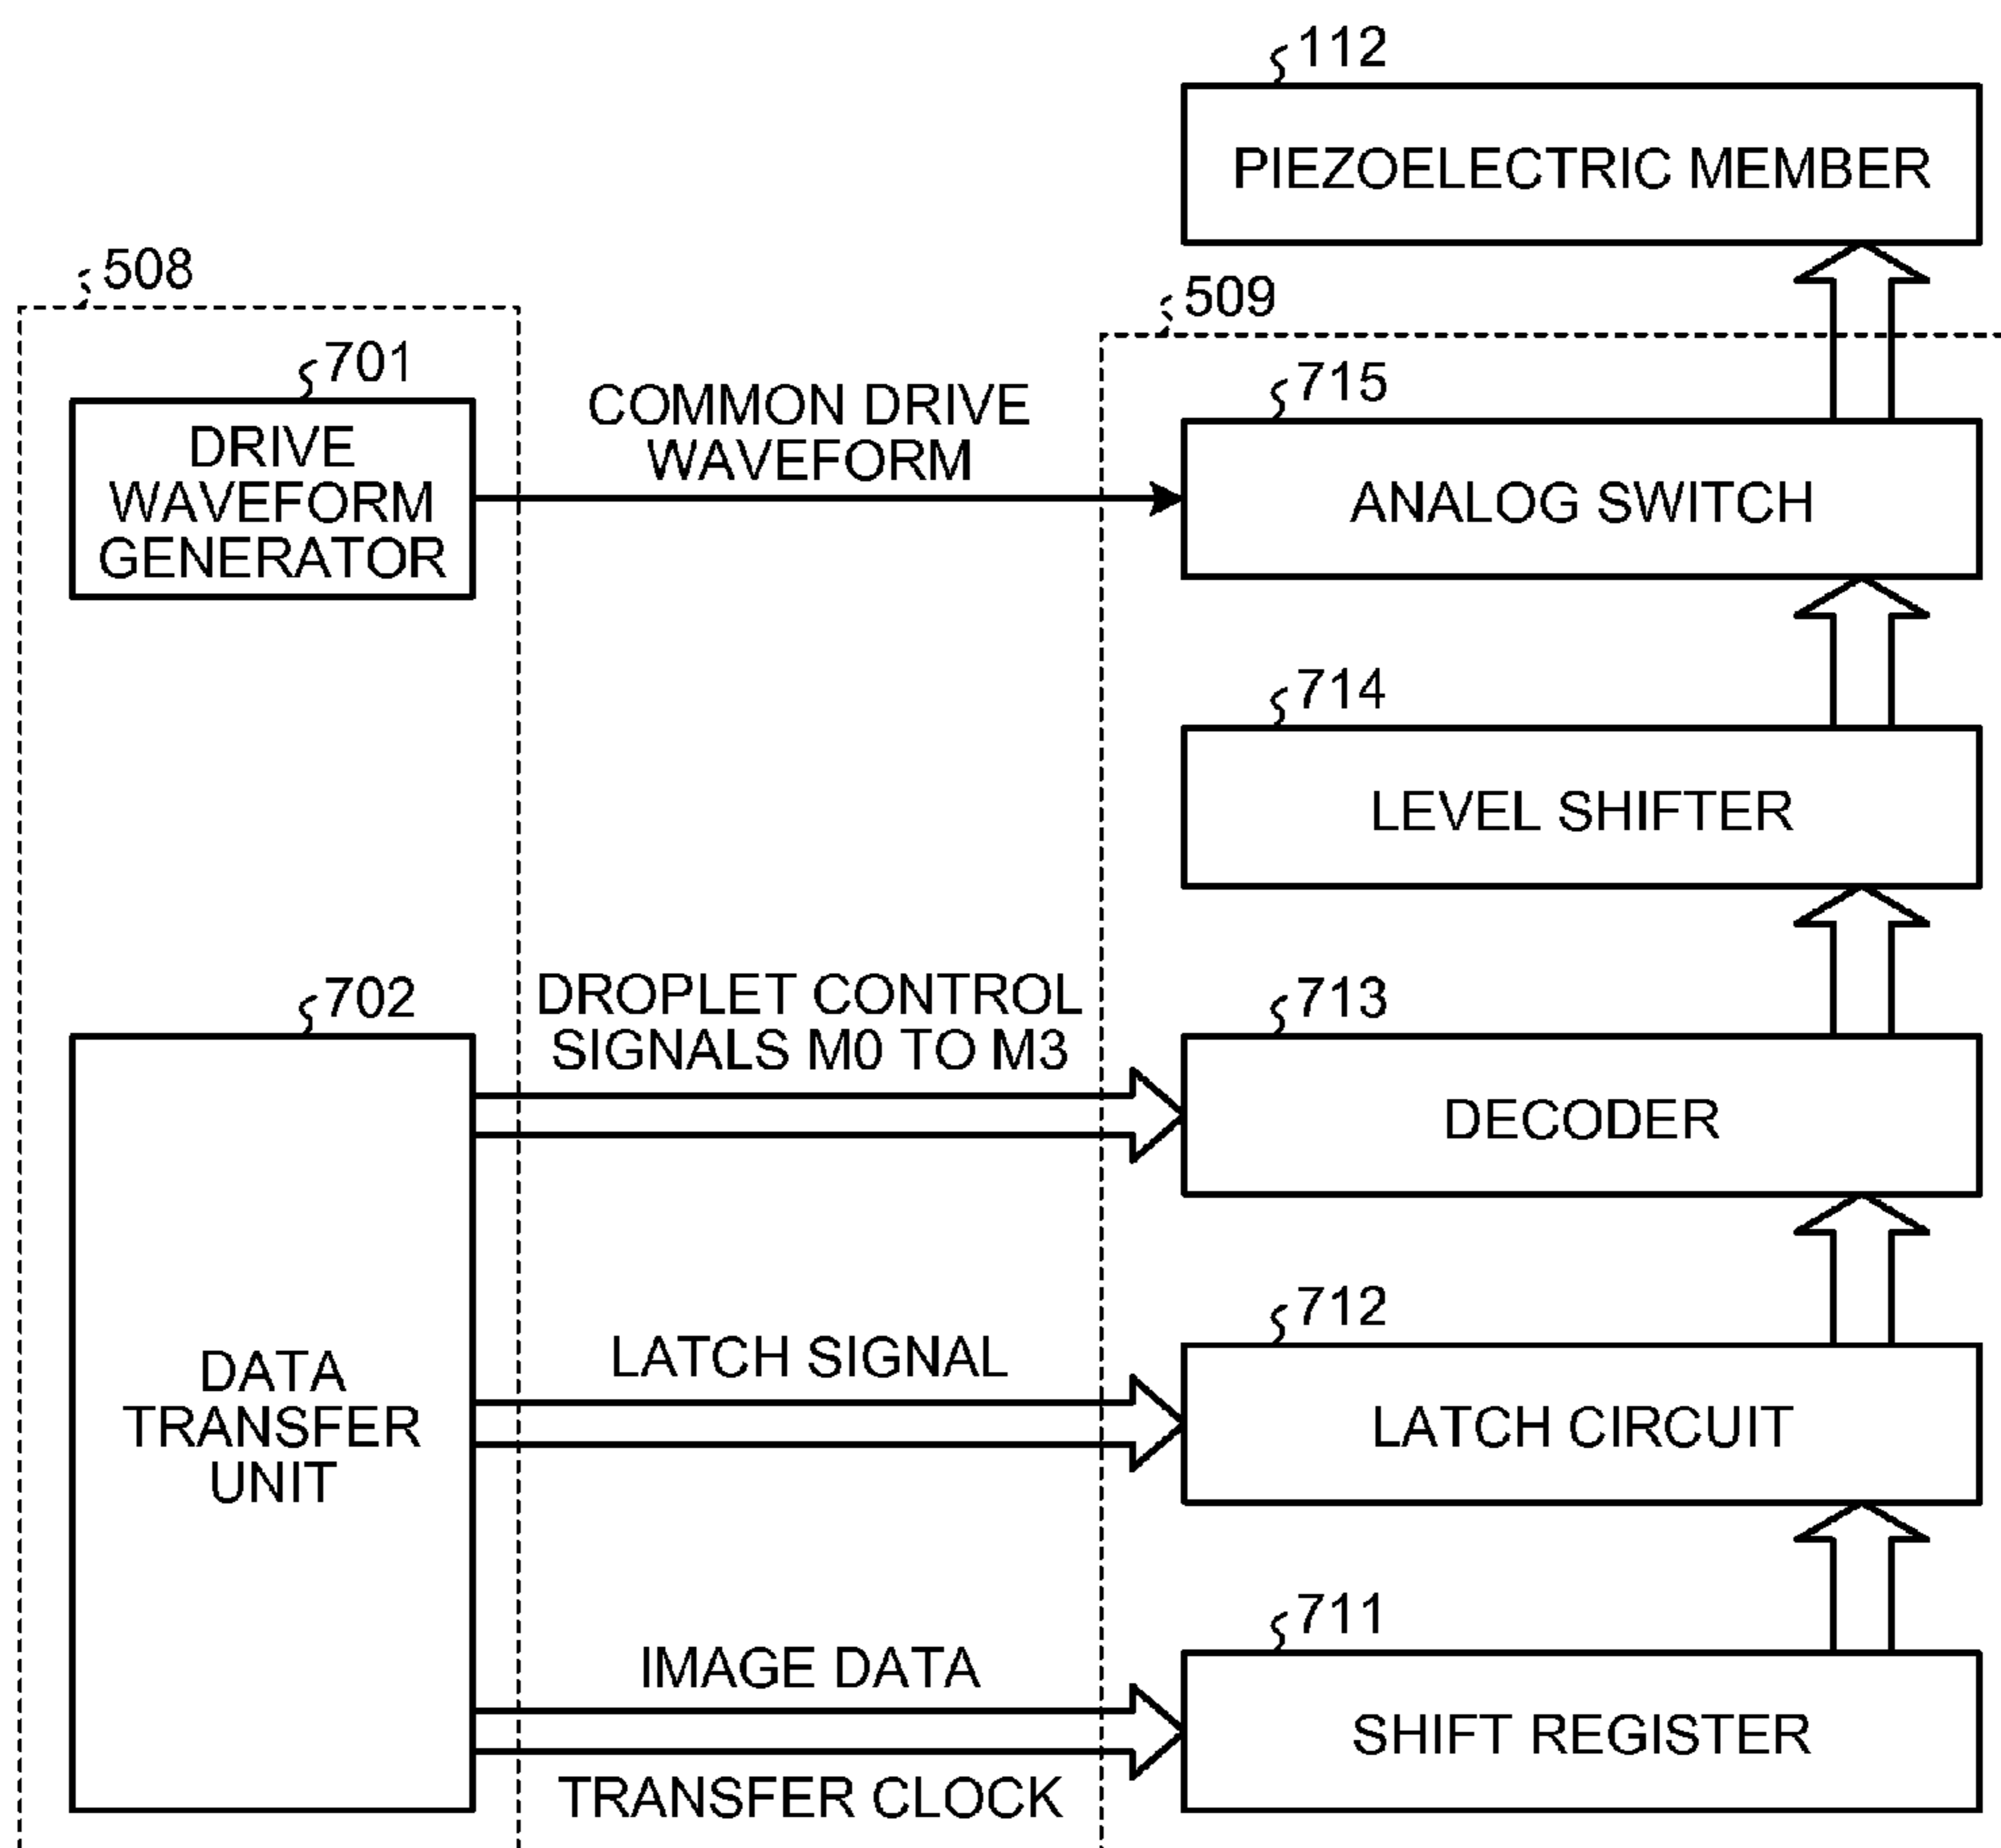 112
PIEZOELECTRIC MEMBER
508
509
701
DRIVE
WAVEFORM
GENERATOR
COMMON DRIVE
WAVEFORM
715
ANALOG SWITCH
714
LEVEL SHIFTER
702
DATA
TRANSFER
UNIT
DROPLET CONTROL
SIGNALS M0 TO M3
713
DECODER
LATCH SIGNAL
712
LATCH CIRCUIT
IMAGE DATA
TRANSFER CLOCK
711
SHIFT REGISTER